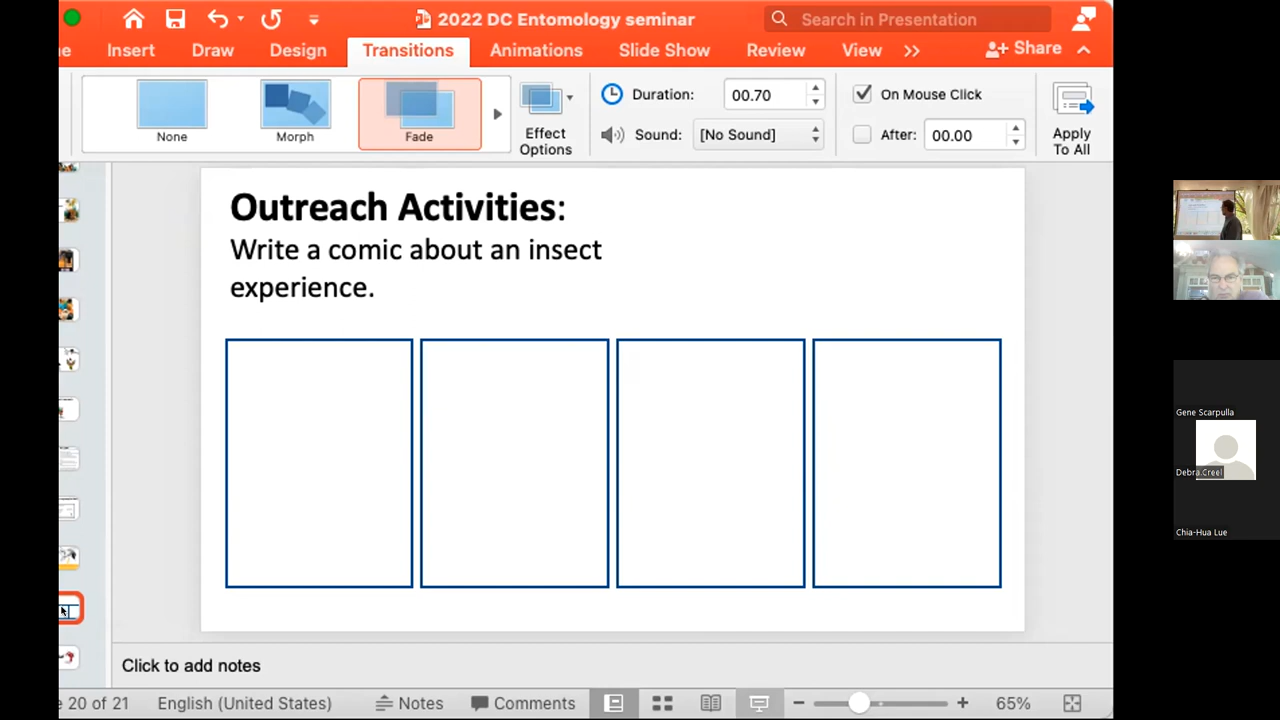 2022 DC Entomology seminar
Search in Presentation
ne Insert Draw Design Transitions Animations Slide Show Review View >> Share
None
Morph
Fade
Effect Options
Duration: 00.70
Sound: [No Sound]
On Mouse Click
After: 00.00
Apply To All
Outreach Activities:
Write a comic about an insect
experience.
Gene Scarpulla
Debra.Creel
Chia-Hua Lue
Click to add notes
e 20 of 21 English (United States) Notes Comments 65%